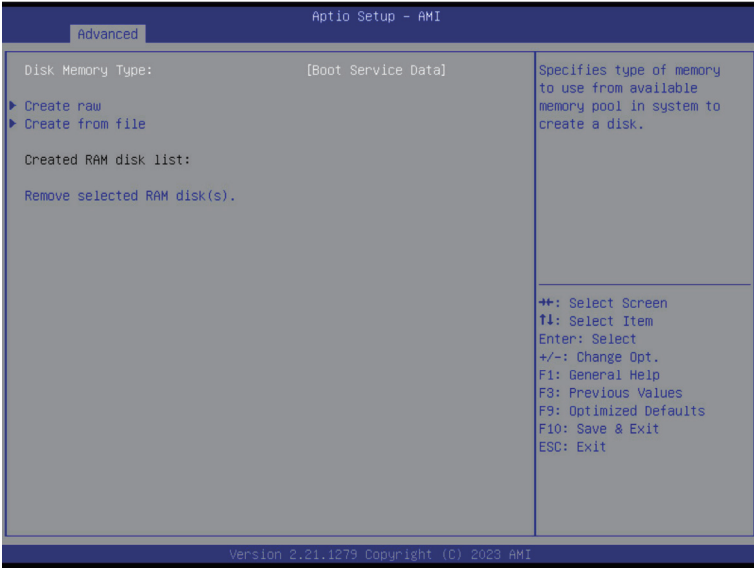 Aptio Setup - AMI
Advanced
Disk Memory Type: [Boot Service Data]
Create raw
Create from file
Created RAM disk list:
Remove selected RAM disk(s).
Specifies type of memory
to use from available
memory pool in system to
create a disk.
→←: Select Screen
↑↓: Select Item
Enter: Select
+/-: Change Opt.
F1: General Help
F3: Previous Values
F9: Optimized Defaults
F10: Save & Exit
ESC: Exit
Version 2.21.1279 Copyright (C) 2023 AMI